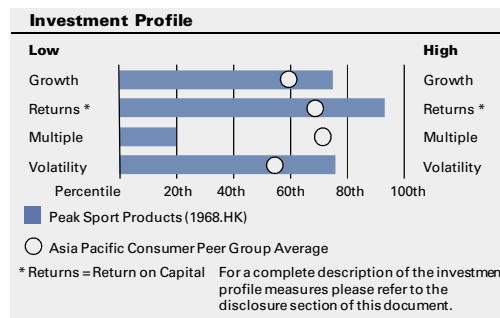 Investment Profile
Low High
Growth Growth
Returns * Returns *
Multiple Multiple
Volatility Volatility
Percentile 20th 40th 60th 80th 100th
Peak Sport Products (1968.HK)
Asia Pacific Consumer Peer Group Average
* Returns = Return on Capital For a complete description of the investmen
profile measures please refer to the
disclosure section of this document.